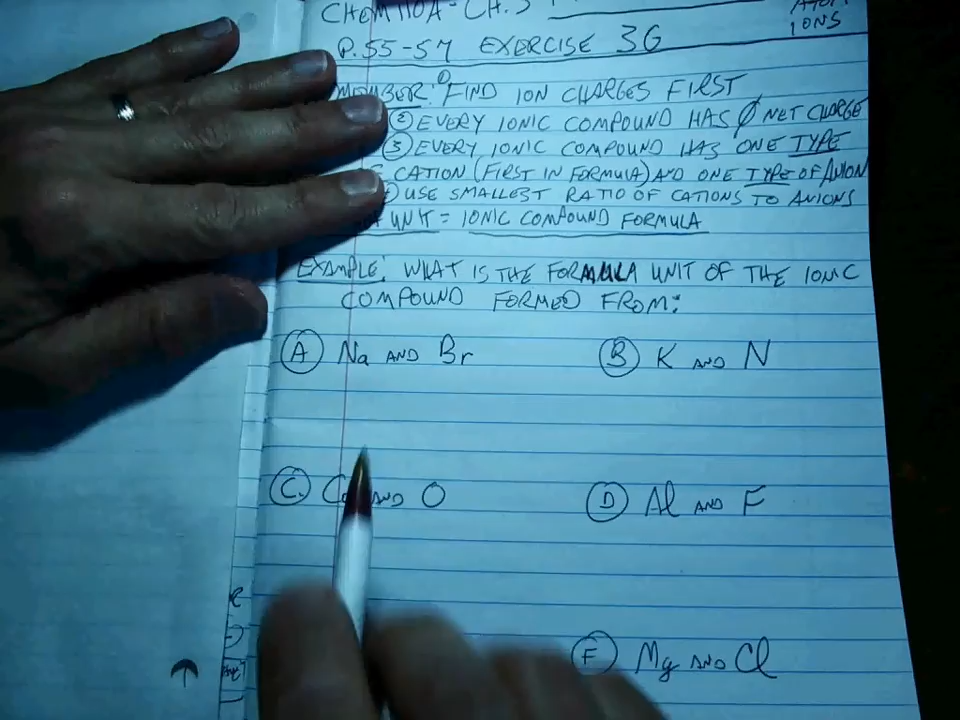 CHEM 110A - CH. 3
IONS
P. 55-57 EXERCISE 3G
MEMBER: ① FIND ION CHARGES FIRST
② EVERY IONIC COMPOUND HAS Ø NET CHARGE
③ EVERY IONIC COMPOUND HAS ONE TYPE
CATION (FIRST IN FORMULA) AND ONE TYPE OF ANION
USE SMALLEST RATIO OF CATIONS TO ANIONS
UNIT = IONIC COMPOUND FORMULA
EXAMPLE: WHAT IS THE FORMULA UNIT OF THE IONIC
COMPOUND FORMED FROM:
Ⓐ Na AND Br Ⓑ K AND N
Ⓒ AND O Ⓓ Al AND F
Ⓕ Mg AND Cl